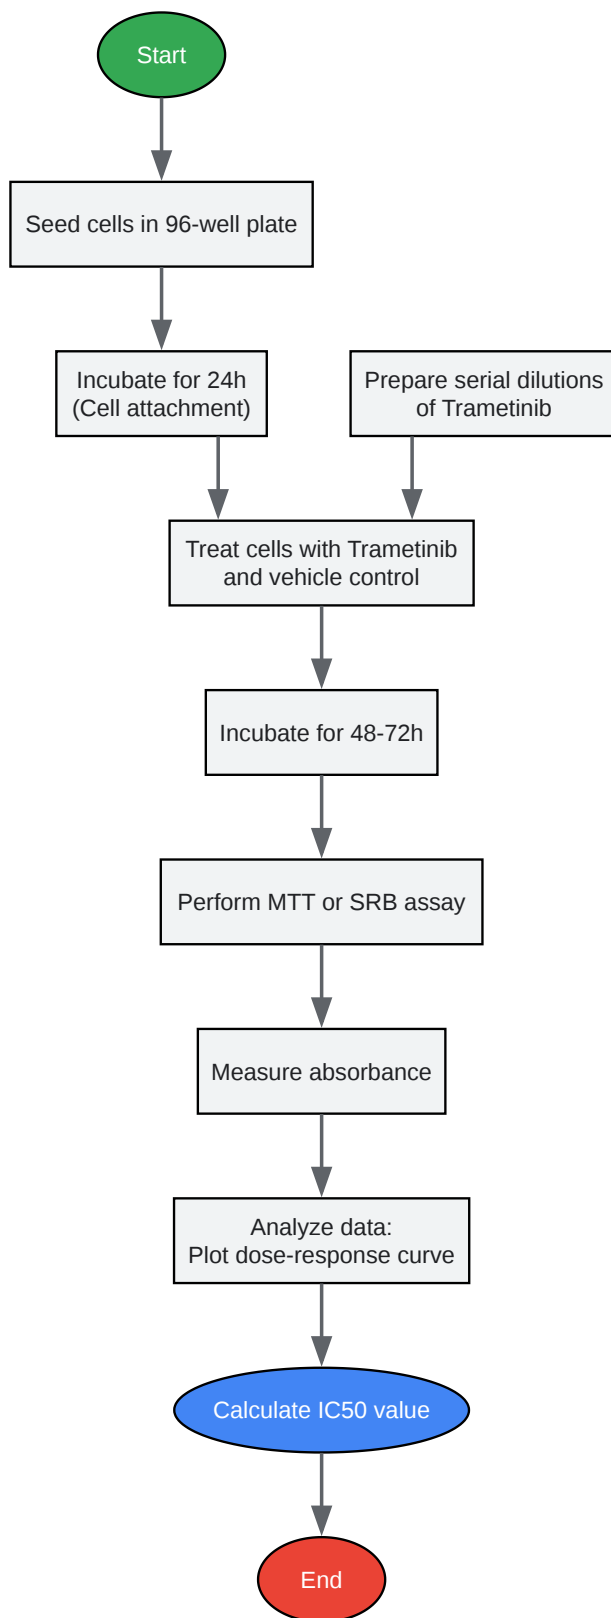 Start
Seed cells in 96-well plate
Incubate for 24h
(Cell attachment)
Prepare serial dilutions
of Trametinib
Treat cells with Trametinib
and vehicle control
Incubate for 48-72h
Perform MTT or SRB assay
Measure absorbance
Analyze data:
Plot dose-response curve
Calculate IC50 value
End